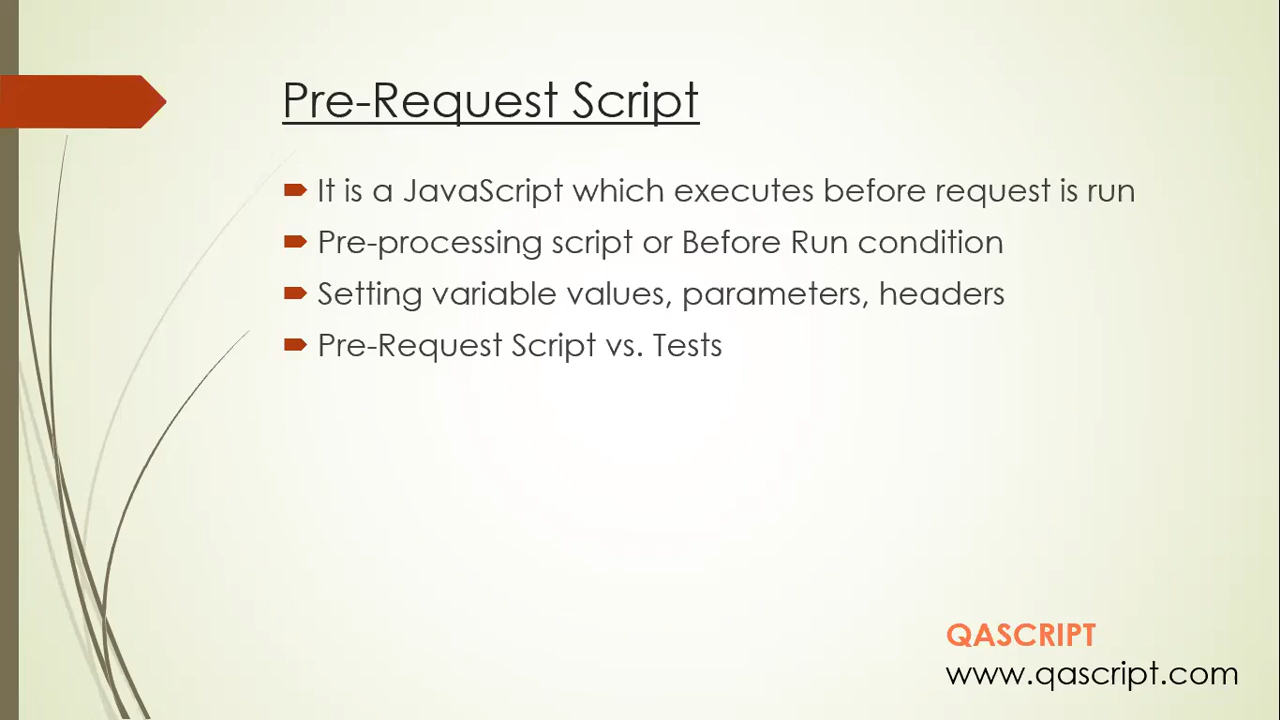 Pre-Request Script
It is a JavaScript which executes before request is run
Pre-processing script or Before Run condition
Setting variable values, parameters, headers
Pre-Request Script vs. Tests
QASCRIPT
www.qascript.com